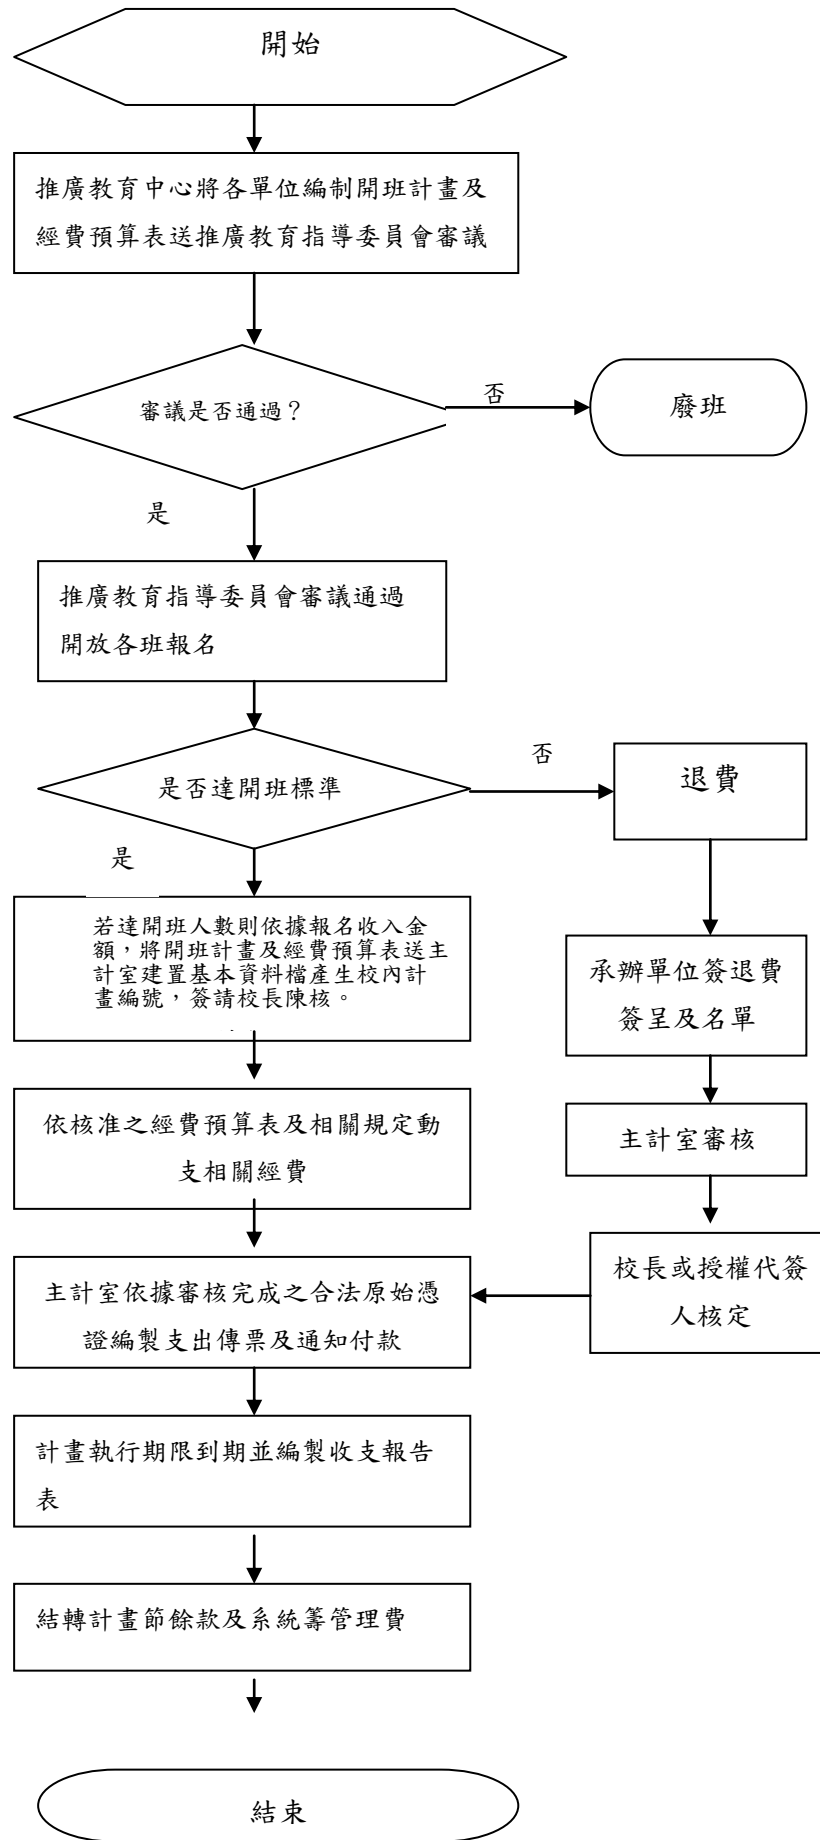 開始
推廣教育中心將各單位編制開班計畫及
經費預算表送推廣教育指導委員會審議
審議是否通過？
否
廢班
是
推廣教育指導委員會審議通過
開放各班報名
是否達開班標準
否
退費
是
若達開班人數則依據報名收入金
額，將開班計畫及經費預算表送主
計室建置基本資料檔產生校內計
畫編號，簽請校長陳核。
承辦單位簽退費
簽呈及名單
依核准之經費預算表及相關規定動
支相關經費
主計室審核
主計室依據審核完成之合法原始憑
證編製支出傳票及通知付款
校長或授權代簽
人核定
計畫執行期限到期並編製收支報告
表
結轉計畫節餘款及系統籌管理費
結束